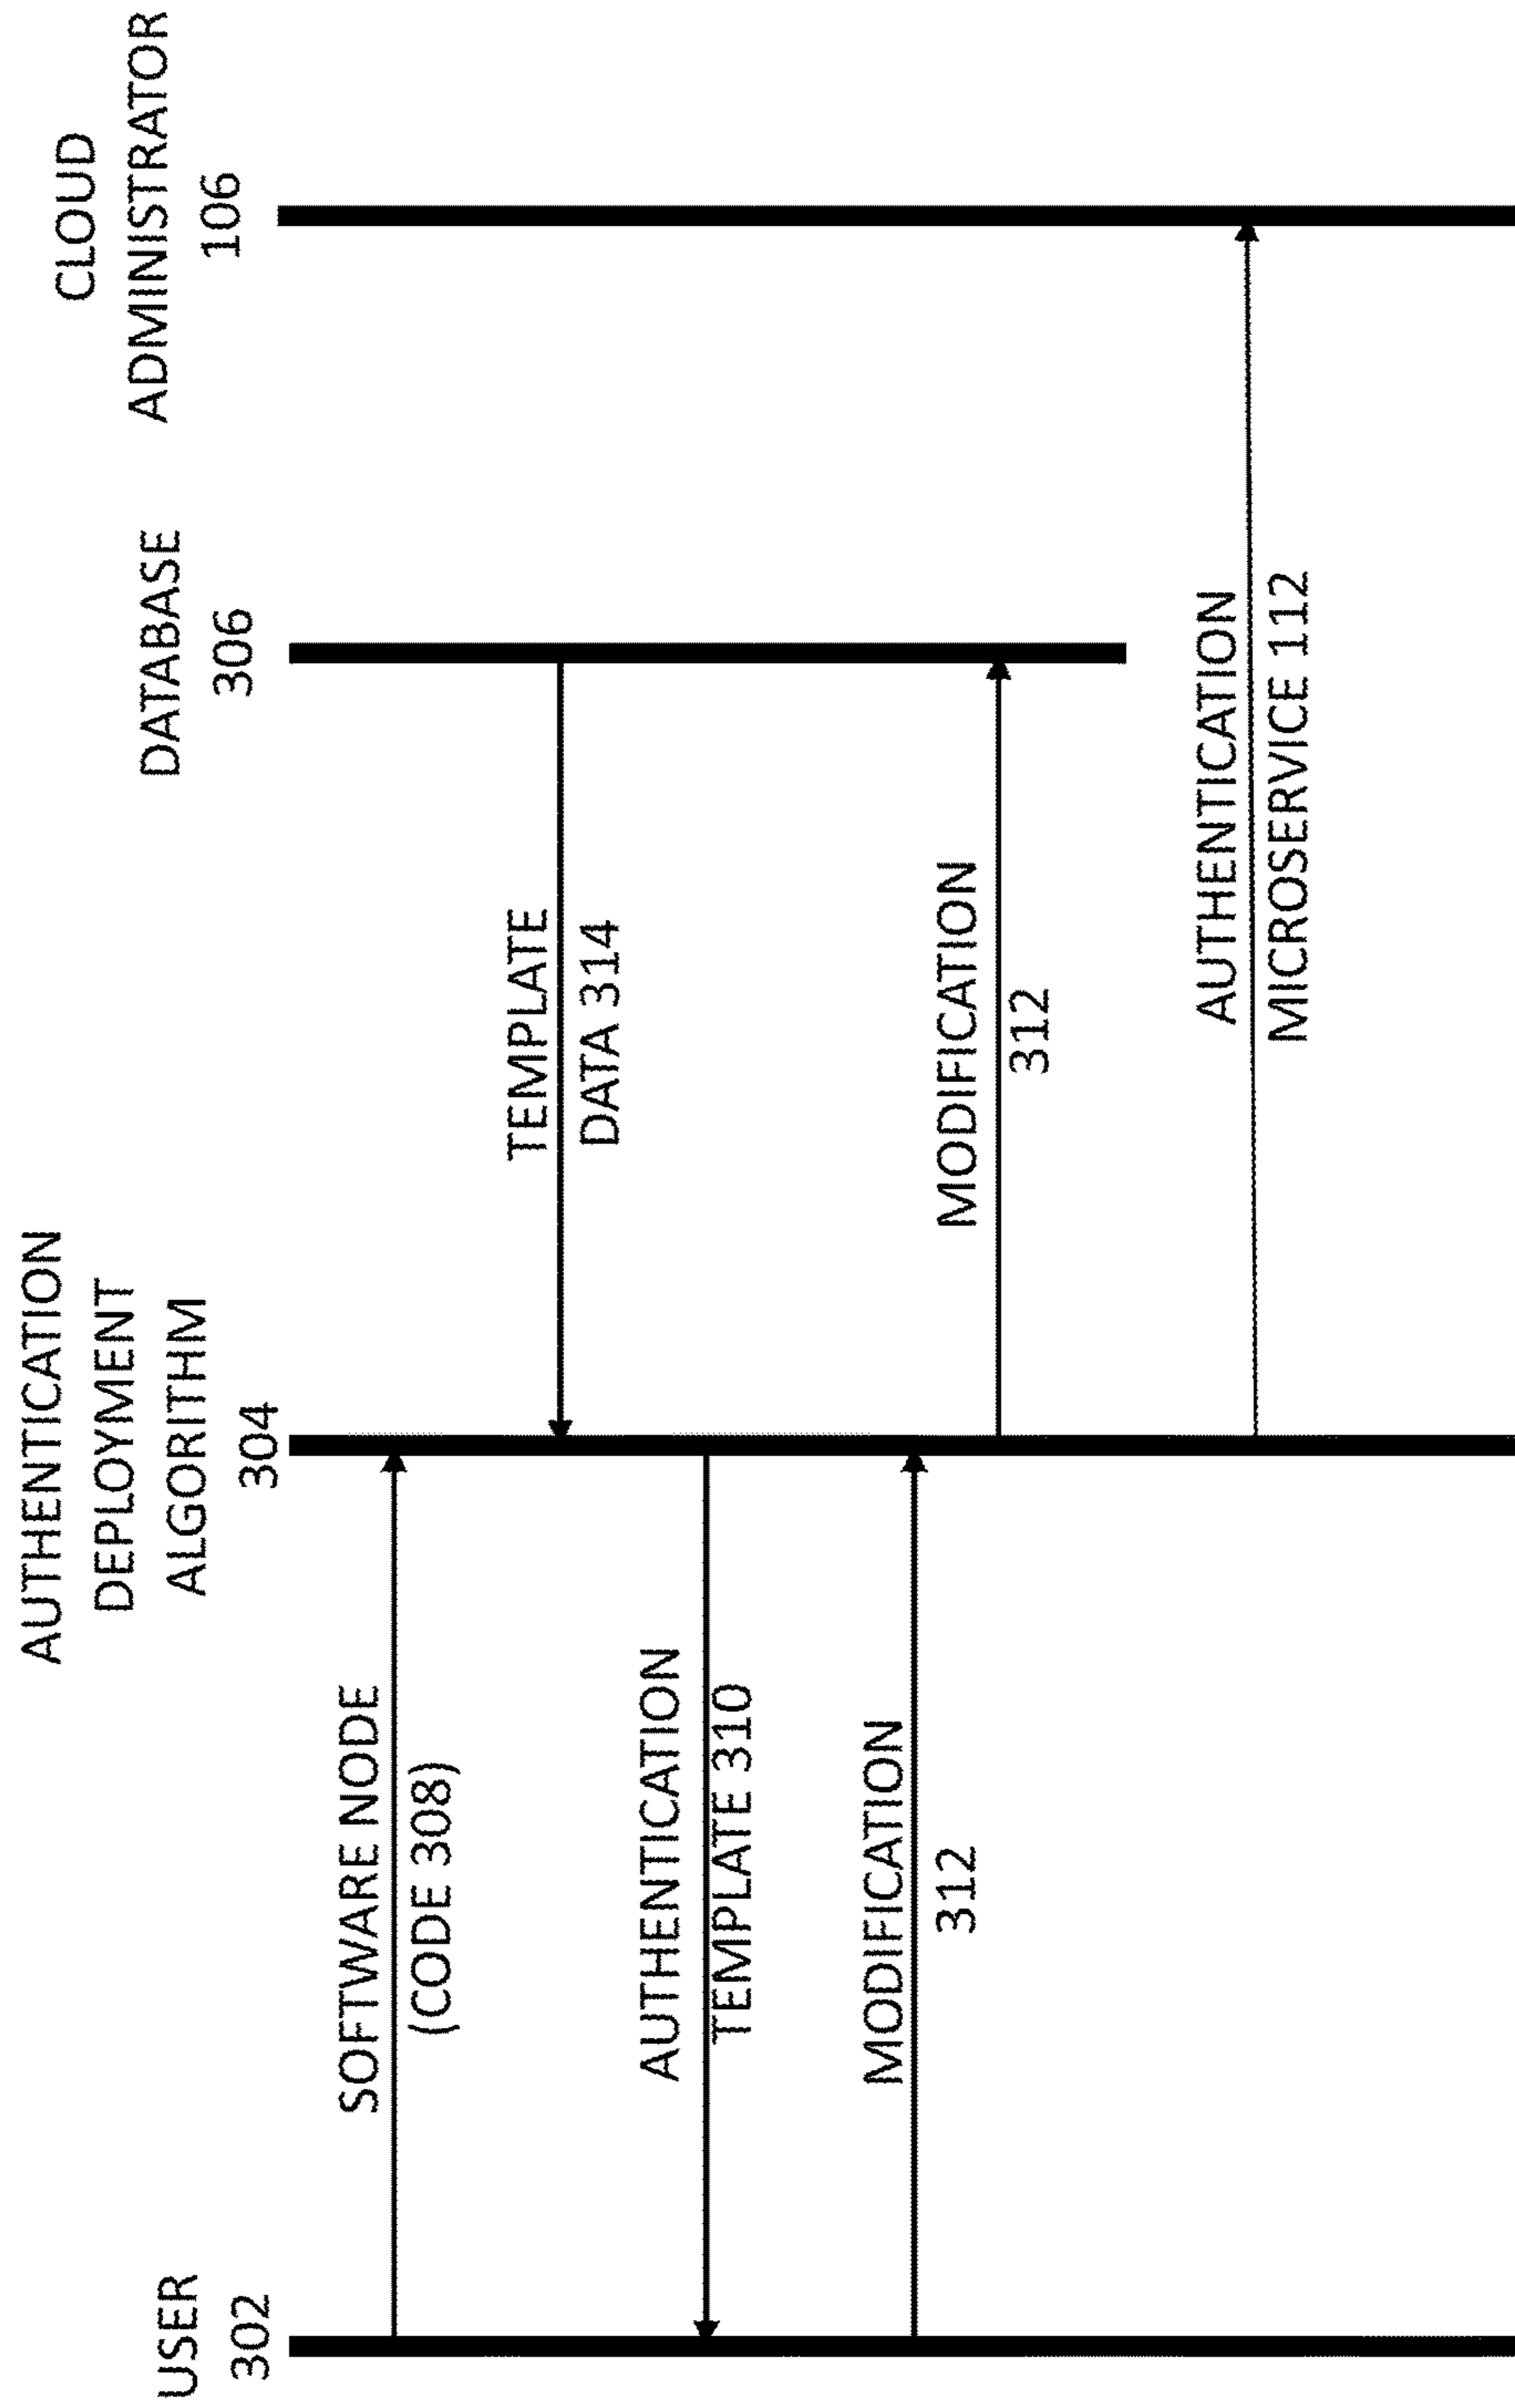 USER
302
AUTHENTICATION
DEPLOYMENT
ALGORITHM
304
DATABASE
306
CLOUD
ADMINISTRATOR
106
SOFTWARE NODE
(CODE 308)
TEMPLATE
DATA 314
AUTHENTICATION
TEMPLATE 310
MODIFICATION
312
MODIFICATION
312
AUTHENTICATION
MICROSERVICE 112